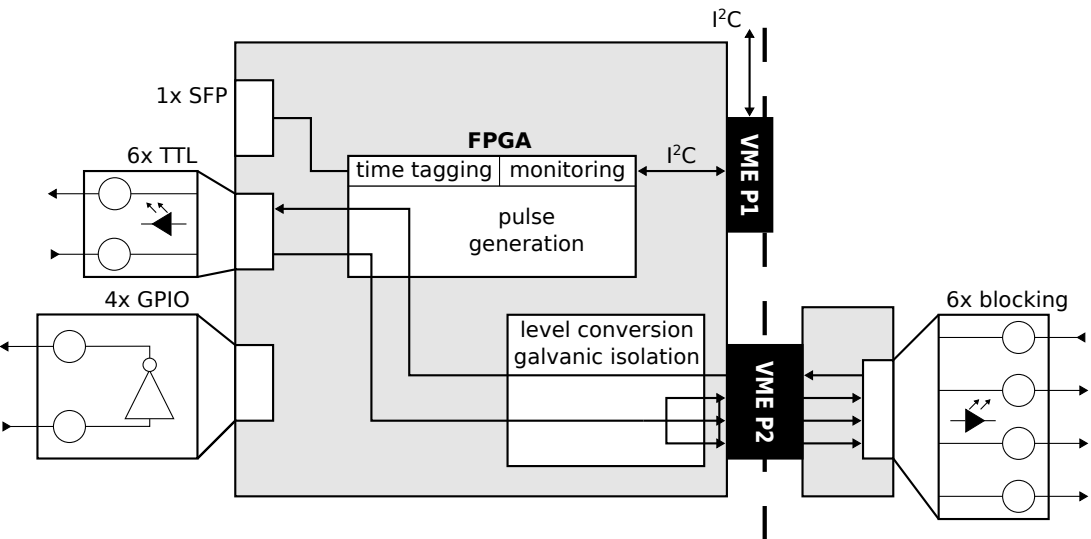 I²C
1x SFP
FPGA
6x TTL
time tagging
monitoring
I²C
VME P1
pulse
generation
4x GPIO
6x blocking
level conversion
galvanic isolation
VME P2